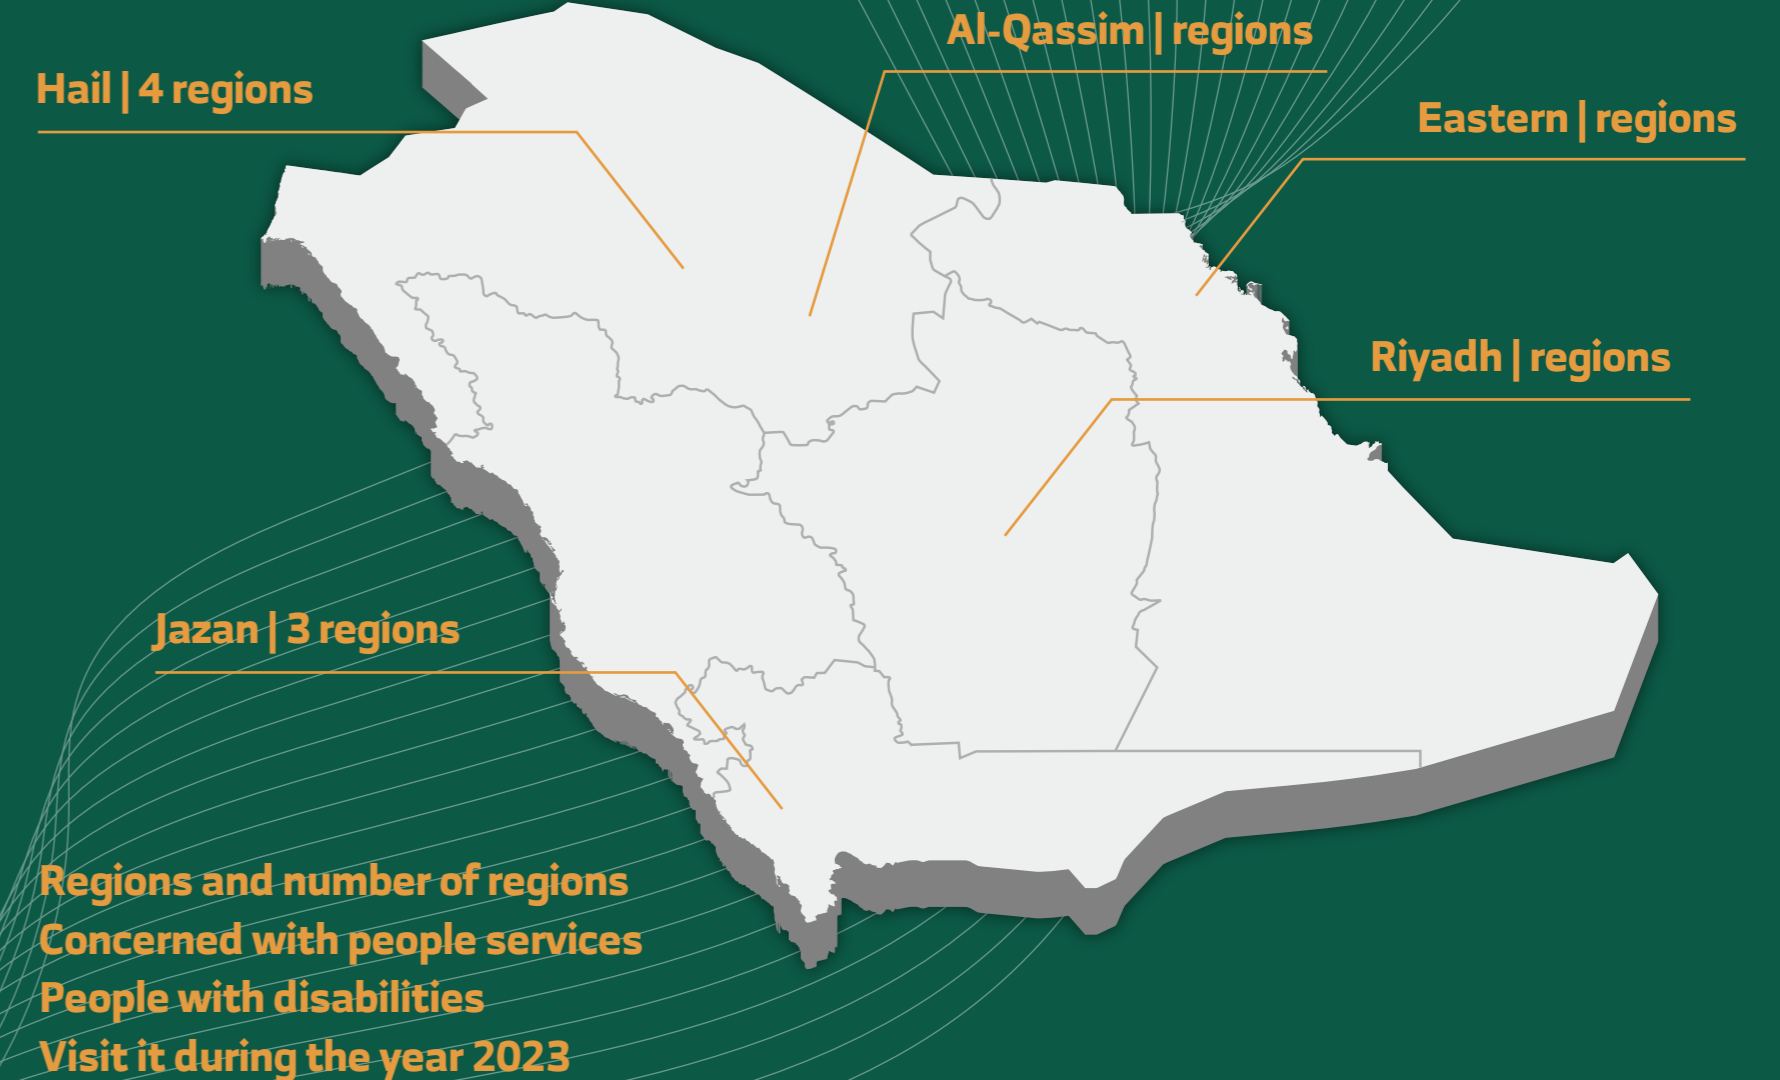 Al-Qassim | regions
Hail | 4 regions
Eastern | regions
Riyadh | regions
Jazan | 3 regions
Regions and number of regions
Concerned with people services
People with disabilities
Visit it during the year 2023